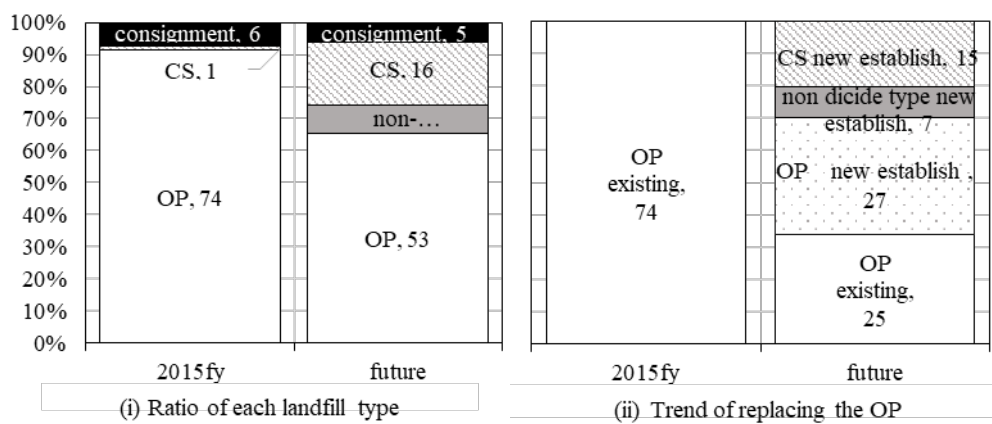 100%
90%
80%
70%
60%
50%
40%
30%
20%
10%
0%
consignment, 6
CS, 1
OP, 74
consignment, 5
CS, 16
non-…
OP, 53
2015fy
future
(i) Ratio of each landfill type
OP
existing,
74
CS new establish, 15
non dicide type new
establish, 7
OP new establish ,
27
OP
existing,
25
2015fy
future
(ii) Trend of replacing the OP